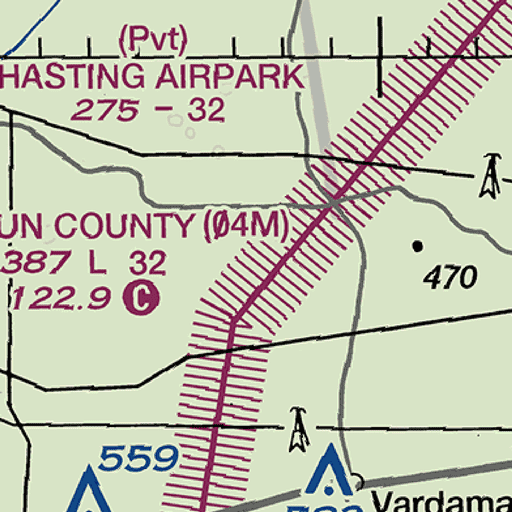 (Pvt)
HASTING AIRPARK
275 - 32
UN COUNTY (Ø4M)
387 L 32
122.9 C
470
559
Vardama